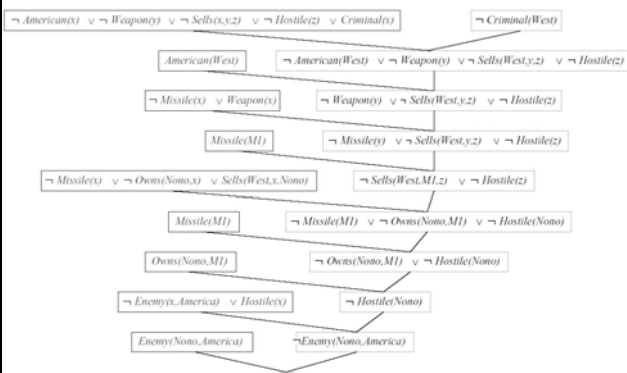 ¬ American(x) ∨ ¬ Weapon(y) ∨ ¬ Sells(x,y,z) ∨ ¬ Hostile(z) ∨ Criminal(x)
¬ Criminal(West)
American(West)
¬ American(West) ∨ ¬ Weapon(y) ∨ ¬ Sells(West,y,z) ∨ ¬ Hostile(z)
¬ Missile(x) ∨ Weapon(x)
¬ Weapon(y) ∨ ¬ Sells(West,y,z) ∨ ¬ Hostile(z)
Missile(M1)
¬ Missile(y) ∨ ¬ Sells(West,y,z) ∨ ¬ Hostile(z)
¬ Missile(x) ∨ ¬ Owns(Nono,x) ∨ Sells(West,x,Nono)
¬ Sells(West,M1,z) ∨ ¬ Hostile(z)
Missile(M1)
¬ Missile(M1) ∨ ¬ Owns(Nono,M1) ∨ ¬ Hostile(Nono)
Owns(Nono,M1)
¬ Owns(Nono,M1) ∨ ¬ Hostile(Nono)
¬ Enemy(x,America) ∨ Hostile(x)
¬ Hostile(Nono)
Enemy(Nono,America)
¬Enemy(Nono,America)